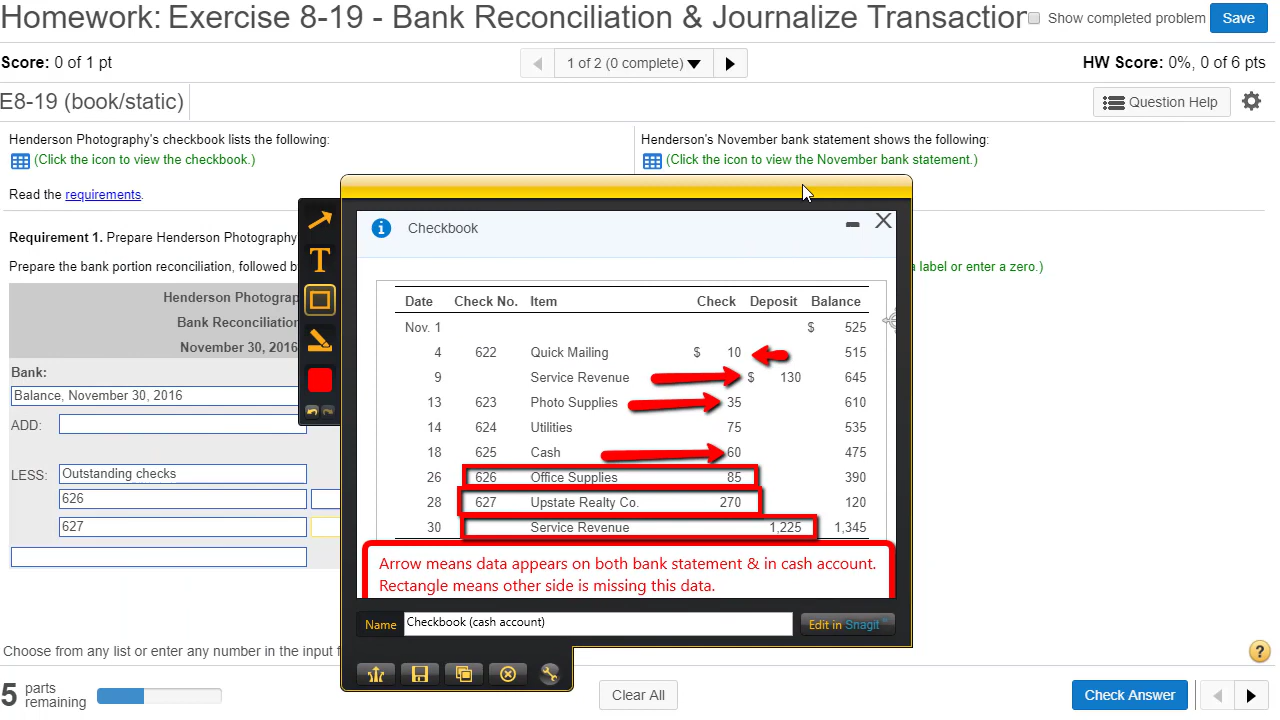 Homework: Exercise 8-19 - Bank Reconciliation & Journalize Transaction
Show completed problem
Save
Score: 0 of 1 pt
1 of 2 (0 complete)
HW Score: 0%, 0 of 6 pts
E8-19 (book/static)
Question Help
Henderson Photography's checkbook lists the following:
(Click the icon to view the checkbook.)
Henderson's November bank statement shows the following:
(Click the icon to view the November bank statement.)
Read the requirements.
Requirement 1. Prepare Henderson Photography
Prepare the bank portion reconciliation, followed b
a label or enter a zero.)
Henderson Photograp
Bank Reconciliation
November 30, 2016
Bank:
Balance, November 30, 2016
ADD:
LESS: Outstanding checks
626
627
T
Checkbook
Date Check No. Item Check Deposit Balance
Nov. 1 $ 525
4 622 Quick Mailing $ 10 515
9 Service Revenue $ 130 645
13 623 Photo Supplies 35 610
14 624 Utilities 75 535
18 625 Cash 60 475
26 626 Office Supplies 85 390
28 627 Upstate Realty Co. 270 120
30 Service Revenue 1,225 1,345
Arrow means data appears on both bank statement & in cash account.
Rectangle means other side is missing this data.
Name Checkbook (cash account) Edit in Snagit
Choose from any list or enter any number in the input f
?
5 parts remaining
Clear All
Check Answer